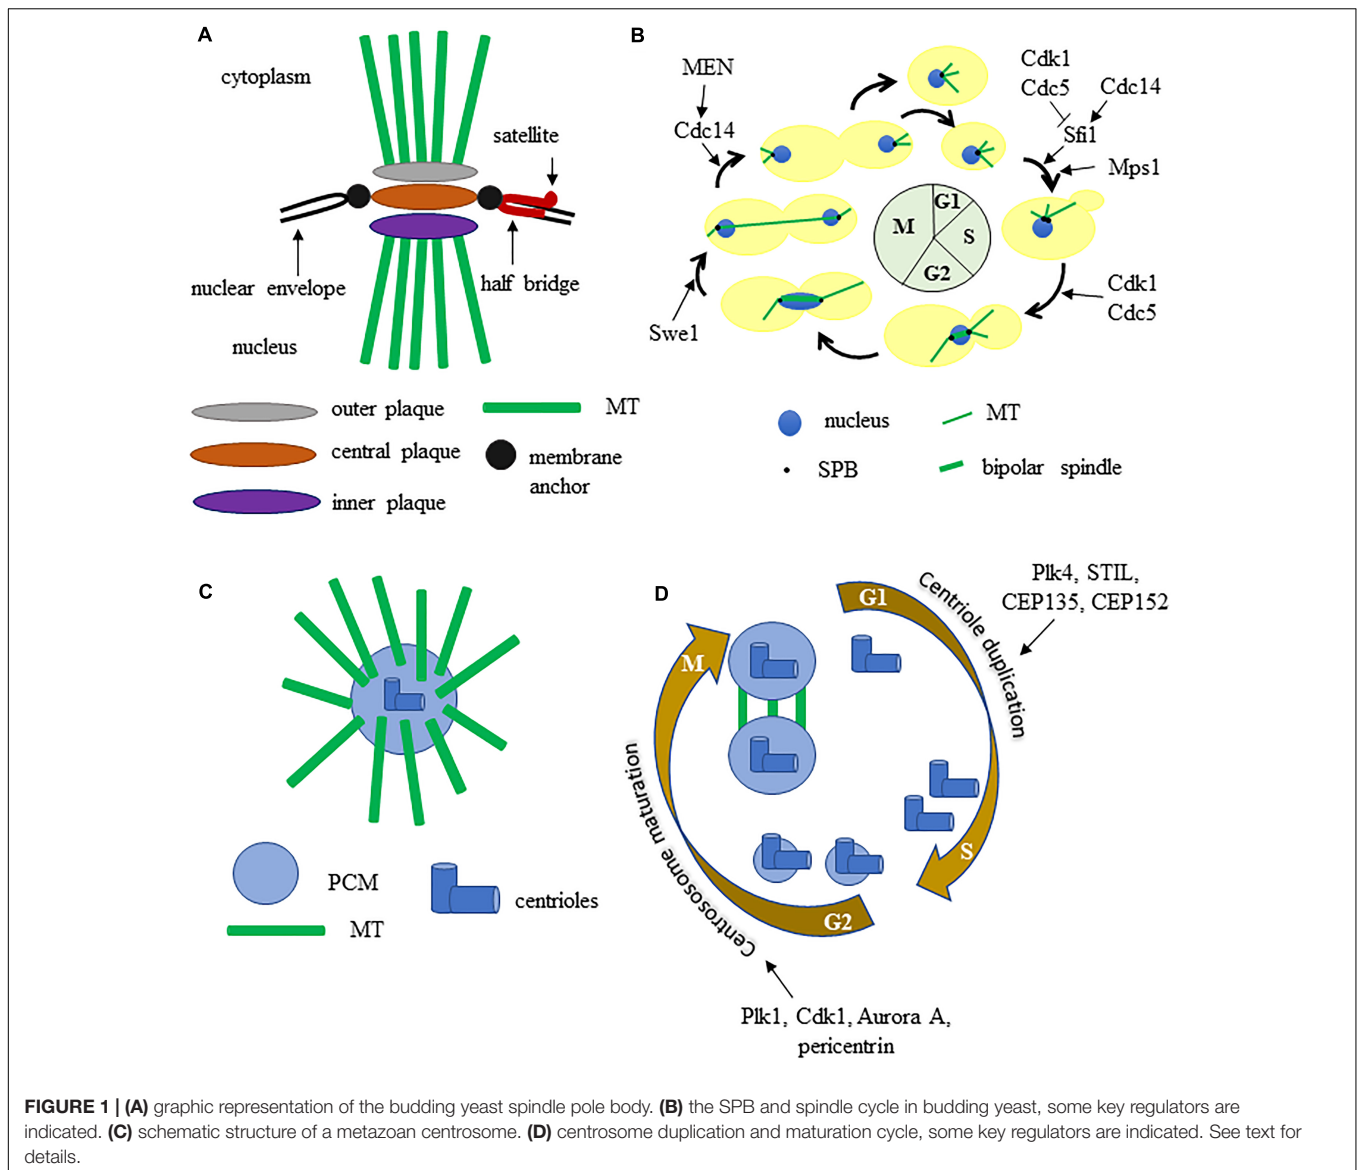 A
cytoplasm
satellite
nuclear envelope
half bridge
nucleus
outer plaque
MT
central plaque
membrane
anchor
inner plaque
B
MEN
Cdc14
Cdk1
Cdc5
Cdc14
Sfi1
Mps1
G1
M
S
G2
Cdk1
Cdc5
Swe1
nucleus
MT
SPB
bipolar spindle
C
PCM
centrioles
MT
D
Plk4, STIL,
CEP135, CEP152
G1
Centriole duplication
M
S
Centrosome maturation
G2
Plk1, Cdk1, Aurora A,
pericentrin
FIGURE 1 | (A) graphic representation of the budding yeast spindle pole body. (B) the SPB and spindle cycle in budding yeast, some key regulators are
indicated. (C) schematic structure of a metazoan centrosome. (D) centrosome duplication and maturation cycle, some key regulators are indicated. See text for
details.